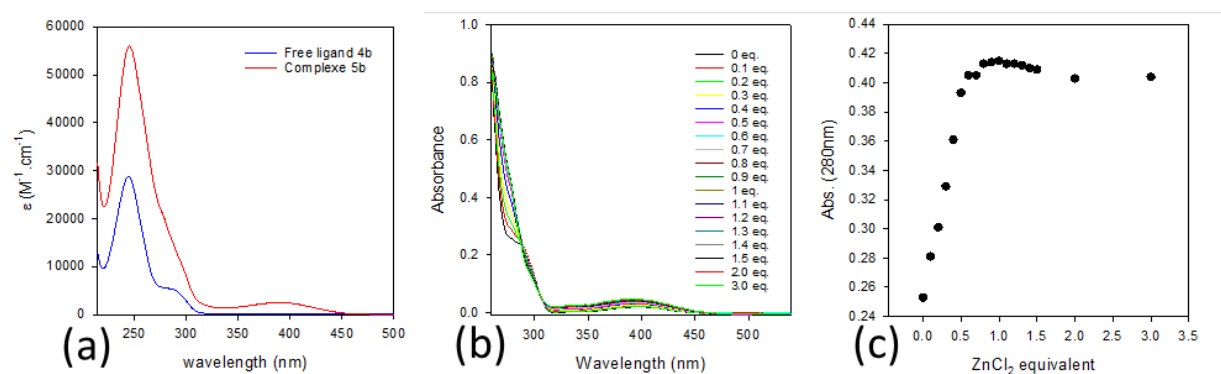 60000
50000
40000
30000
20000
10000
0
ε (M⁻¹.cm⁻¹)
Free ligand 4b
Complexe 5b
250
300
350
400
450
500
wavelength (nm)
(a)
1.0
0.8
0.6
0.4
0.2
0.0
Absorbance
0 eq.
0.1 eq.
0.2 eq.
0.3 eq.
0.4 eq.
0.5 eq.
0.6 eq.
0.7 eq.
0.8 eq.
0.9 eq.
1 eq.
1.1 eq.
1.2 eq.
1.3 eq.
1.4 eq.
1.5 eq.
2.0 eq.
3.0 eq.
300
400
500
Wavelength (nm)
(b)
0.44
0.42
0.40
0.38
0.36
0.34
0.32
0.30
0.28
0.26
0.24
Abs. (280nm)
0.0
0.5
1.0
1.5
2.0
2.5
3.0
3.5
ZnCl₂ equivalent
(c)